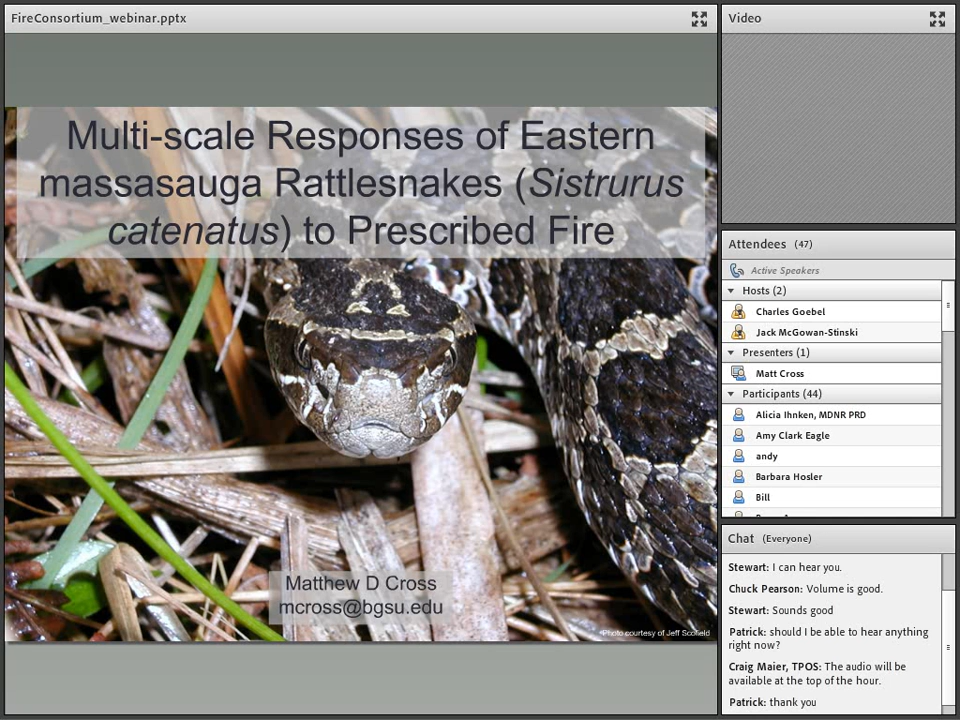 FireConsortium_webinar.pptx
Multi-scale Responses of Eastern
massasauga Rattlesnakes (Sistrurus
catenatus) to Prescribed Fire
Matthew D Cross
mcross@bgsu.edu
*Photo courtesy of Jeff Scofield
Video
Attendees (47)
Active Speakers
Hosts (2)
Charles Goebel
Jack McGowan-Stinski
Presenters (1)
Matt Cross
Participants (44)
Alicia Ihnken, MDNR PRD
Amy Clark Eagle
andy
Barbara Hosler
Bill
Chat (Everyone)
Stewart: I can hear you.
Chuck Pearson: Volume is good.
Stewart: Sounds good
Patrick: should I be able to hear anything
right now?
Craig Maier, TPOS: The audio will be
available at the top of the hour.
Patrick: thank you